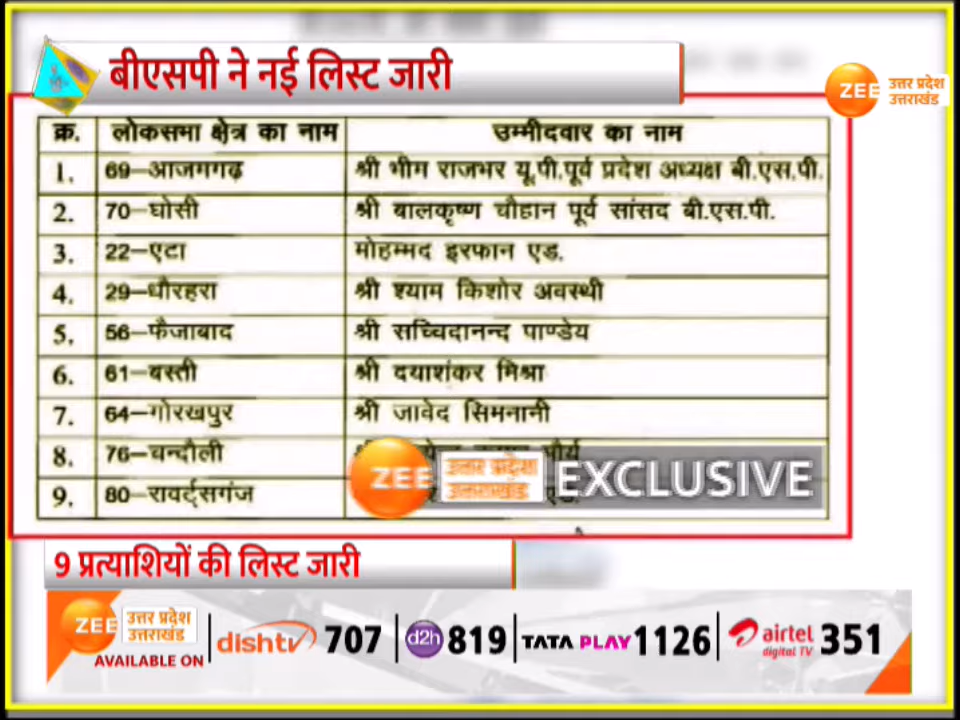 बीएसपी ने नई लिस्ट जारी
ZEE उत्तर प्रदेश
उत्तराखंड
क्र. लोकसभा क्षेत्र का नाम उम्मीदवार का नाम
1. 69–आजमगढ़ श्री भीम राजभर यू.पी.पूर्व प्रदेश अध्यक्ष बी.एस.पी.
2. 70–घोसी श्री बालकृष्ण चौहान पूर्व सांसद बी.एस.पी.
3. 22–एटा मोहम्मद इरफान एड.
4. 29–धौरहरा श्री श्याम किशोर अवस्थी
5. 56–फैजाबाद श्री सच्चिदानन्द पाण्डेय
6. 61–बस्ती श्री दयाशंकर मिश्रा
7. 64–गोरखपुर श्री जावेद सिमनानी
8. 76–चन्दौली मौर्य
9. 80–रावर्ट्सगंज
ZEE उत्तर प्रदेश
उत्तराखंड
EXCLUSIVE
9 प्रत्याशियों की लिस्ट जारी
ZEE उत्तर प्रदेश
उत्तराखंड
AVAILABLE ON
dishtv 707 d2h 819 TATA PLAY 1126 airtel digital TV 351